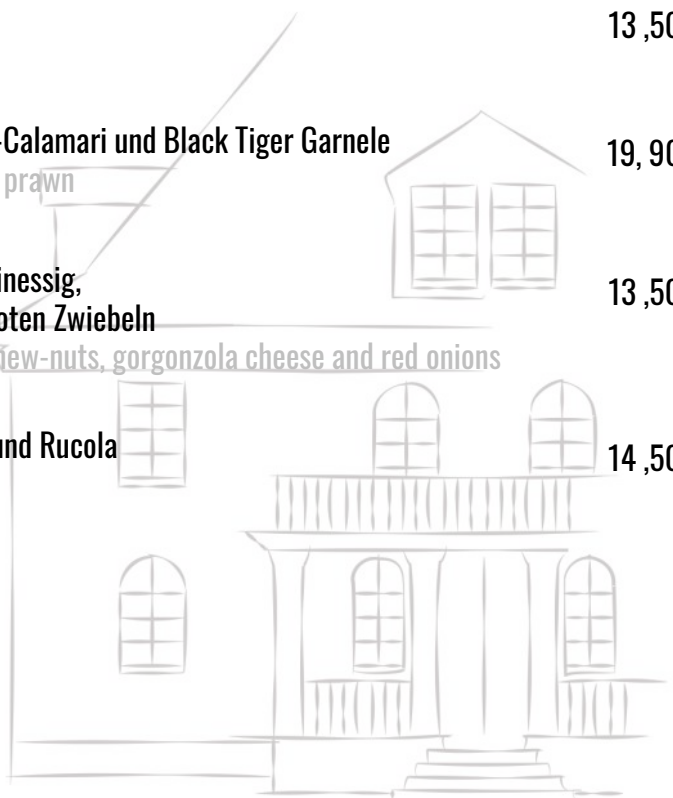 13 ,50
-Calamari und Black Tiger Garnele 19, 90
prawn
inessig,
oten Zwiebeln 13 ,50
hew-nuts, gorgonzola cheese and red onions
und Rucola 14 ,50